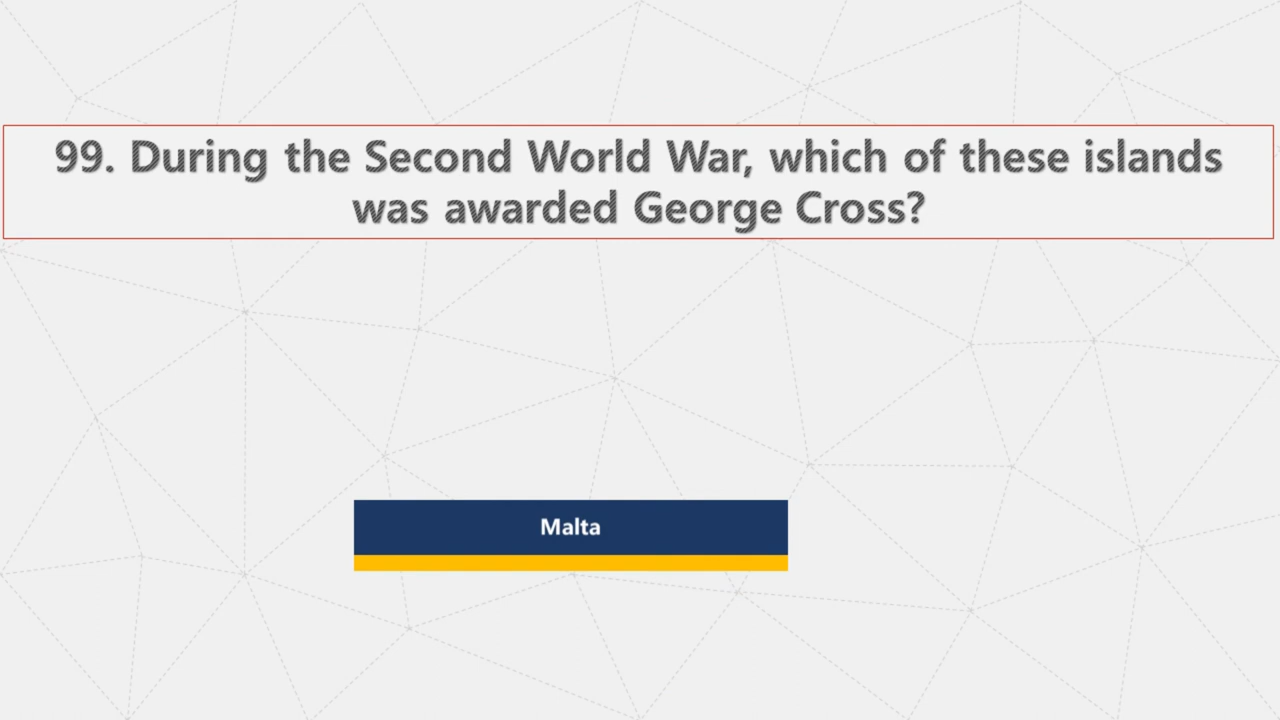 99. During the Second World War, which of these islands
was awarded George Cross?
Malta